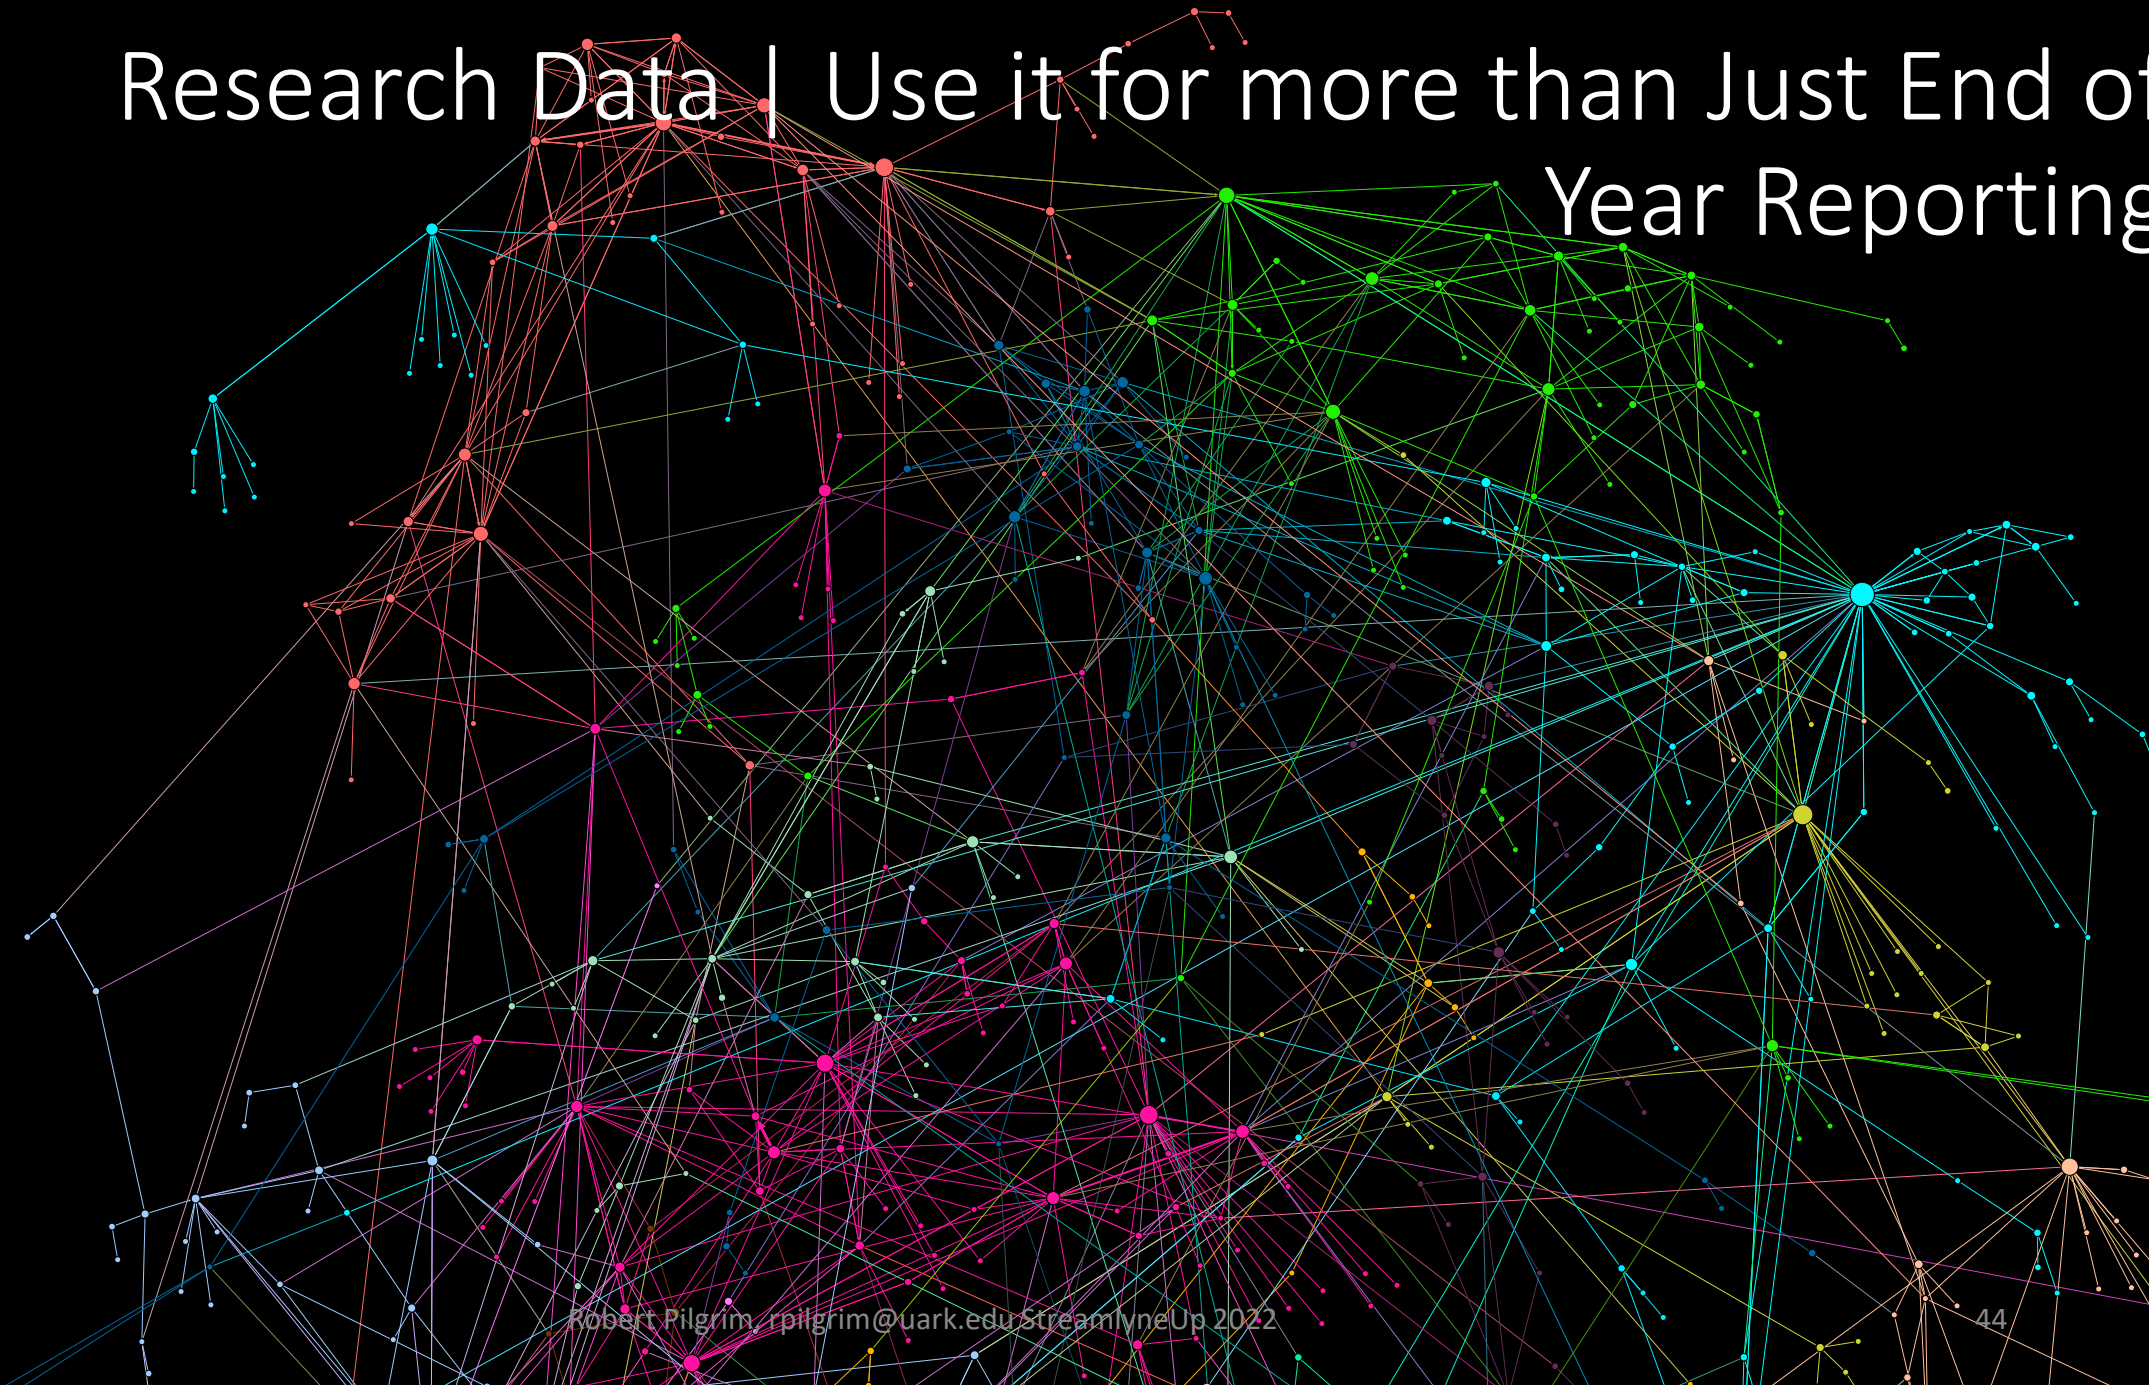 Research Data | Use it for more than Just End of
Year Reporting
Robert Pilgrim, rpilgrim@uark.edu StreamlyneUp 2022
44